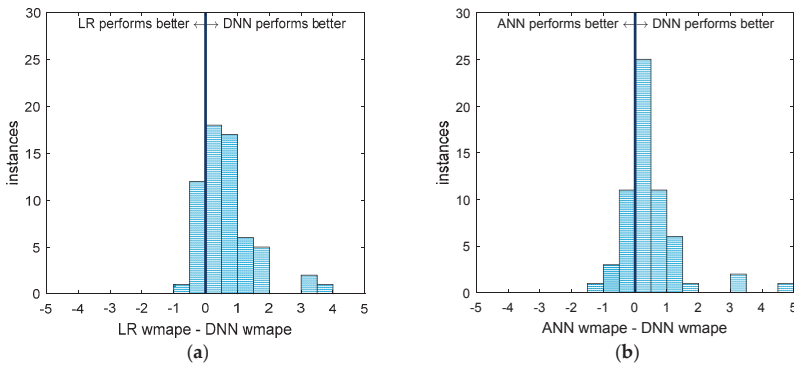 LR performs better ↔ DNN performs better
30
25
20
15
10
5
0
instances
-5 -4 -3 -2 -1 0 1 2 3 4 5
LR wmape - DNN wmape
(a)
ANN performs better ↔ DNN performs better
30
25
20
15
10
5
0
instances
-5 -4 -3 -2 -1 0 1 2 3 4 5
ANN wmape - DNN wmape
(b)